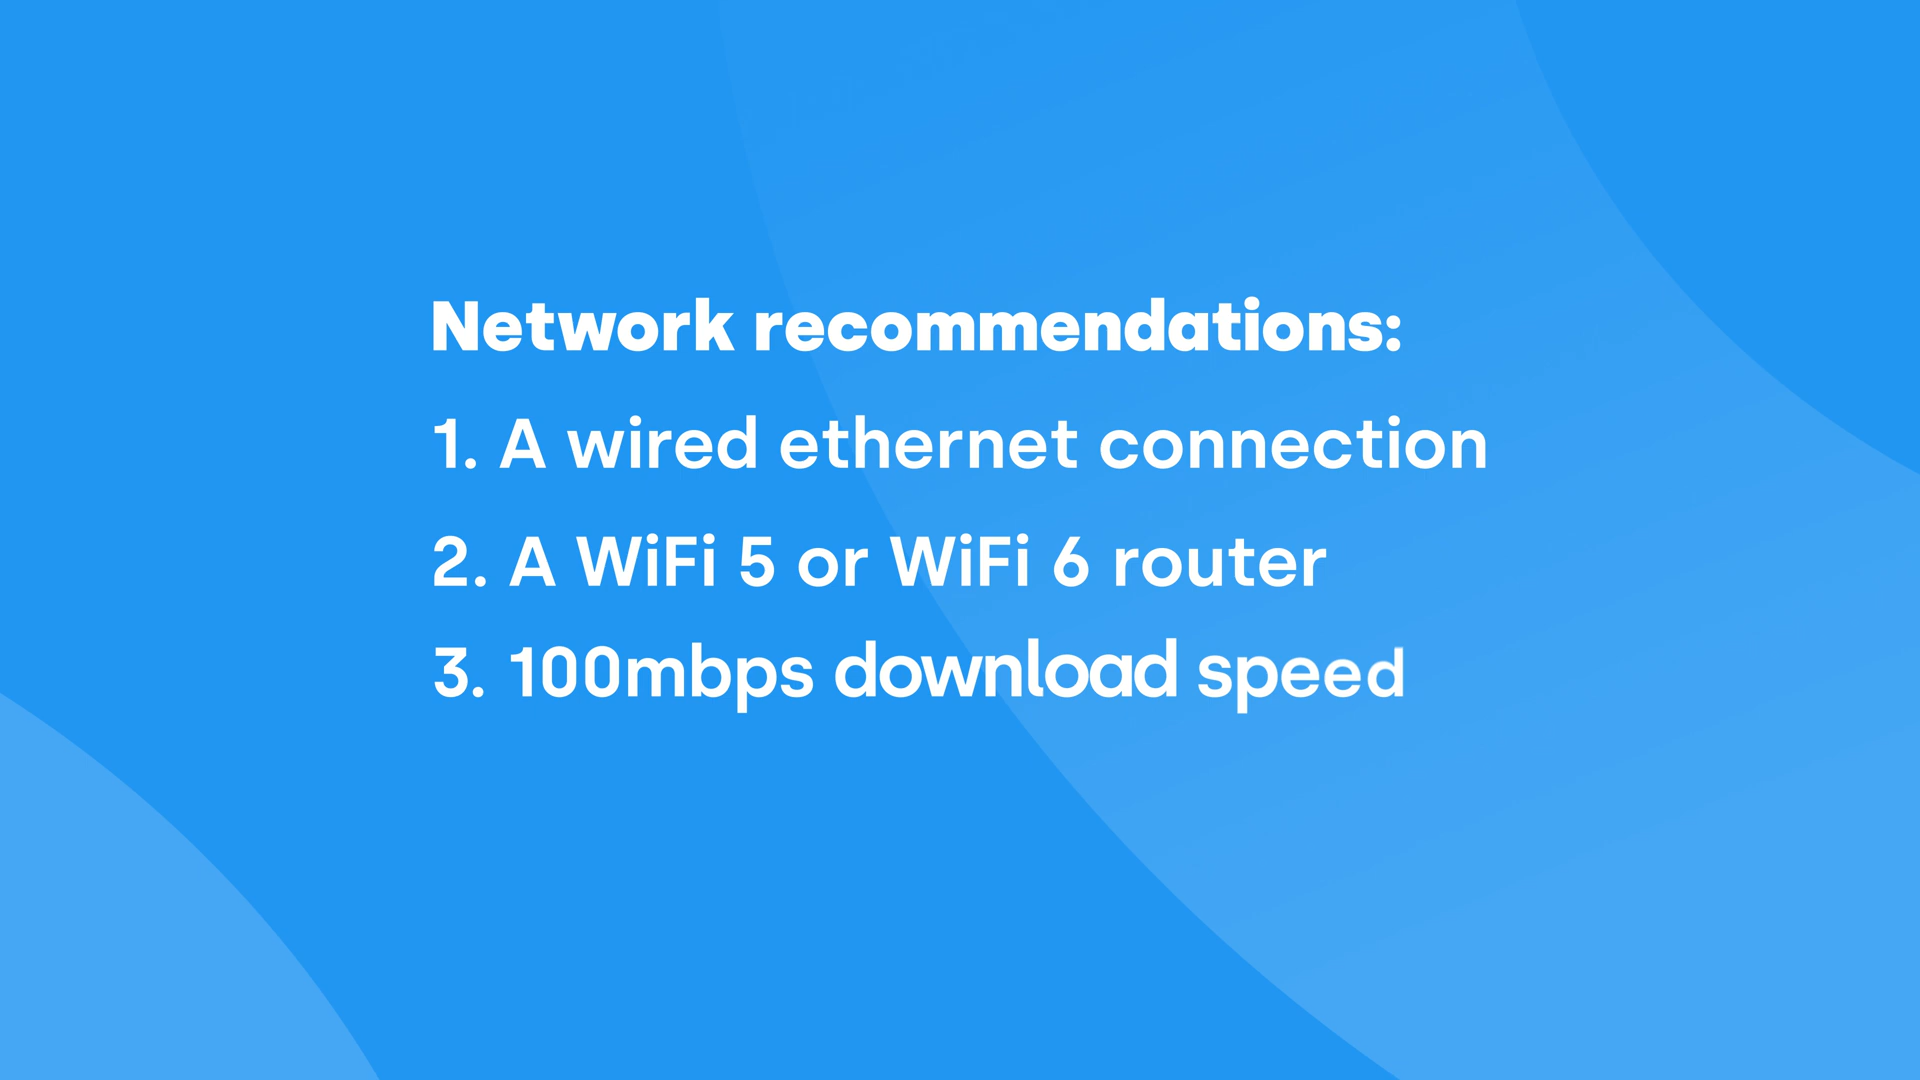 Network recommendations:
1. A wired ethernet connection
2. A WiFi 5 or WiFi 6 router
3. 100mbps download speed